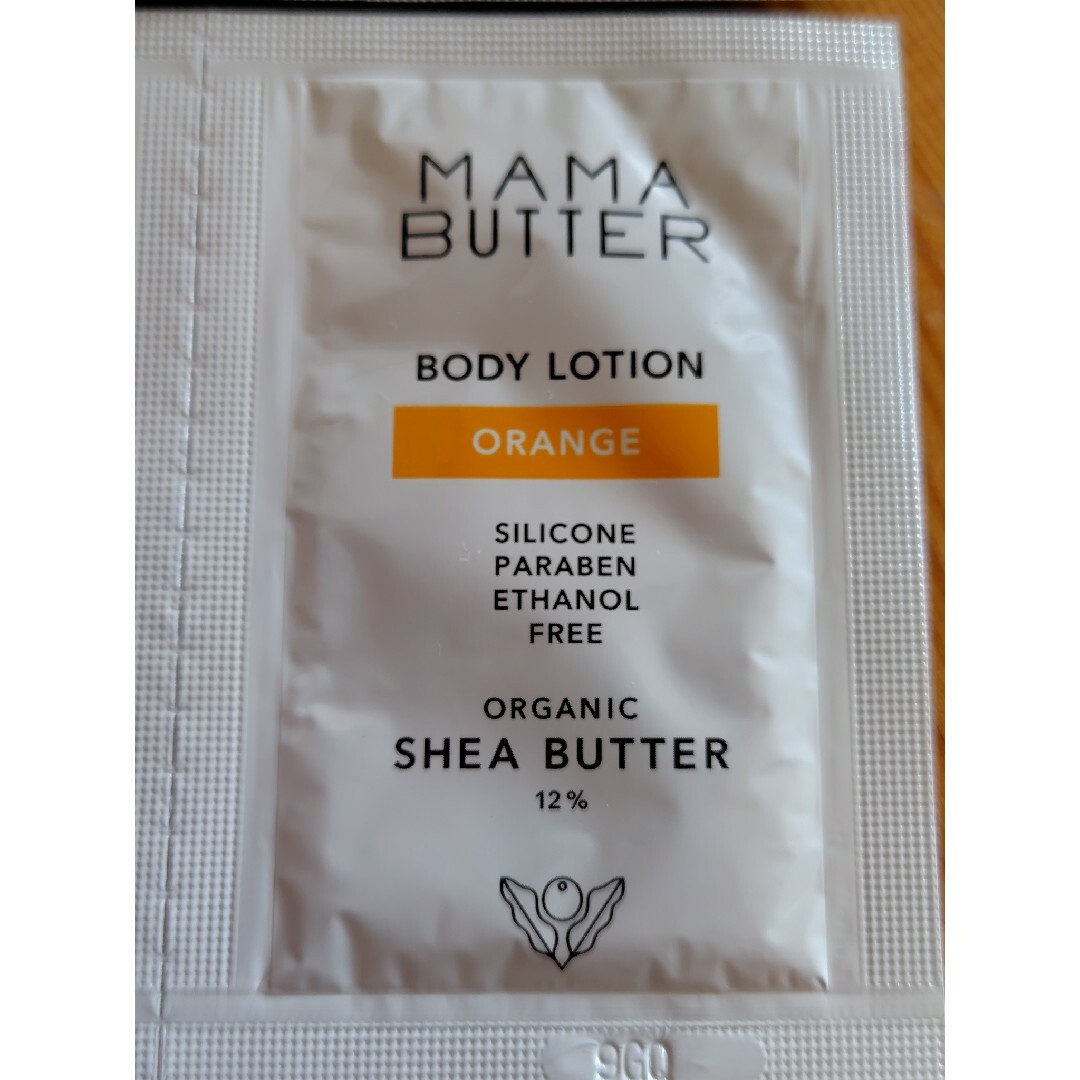 MAMA
BUTTER
BODY LOTION
ORANGE
SILICONE
PARABEN
ETHANOL
FREE
ORGANIC
SHEA BUTTER
12%